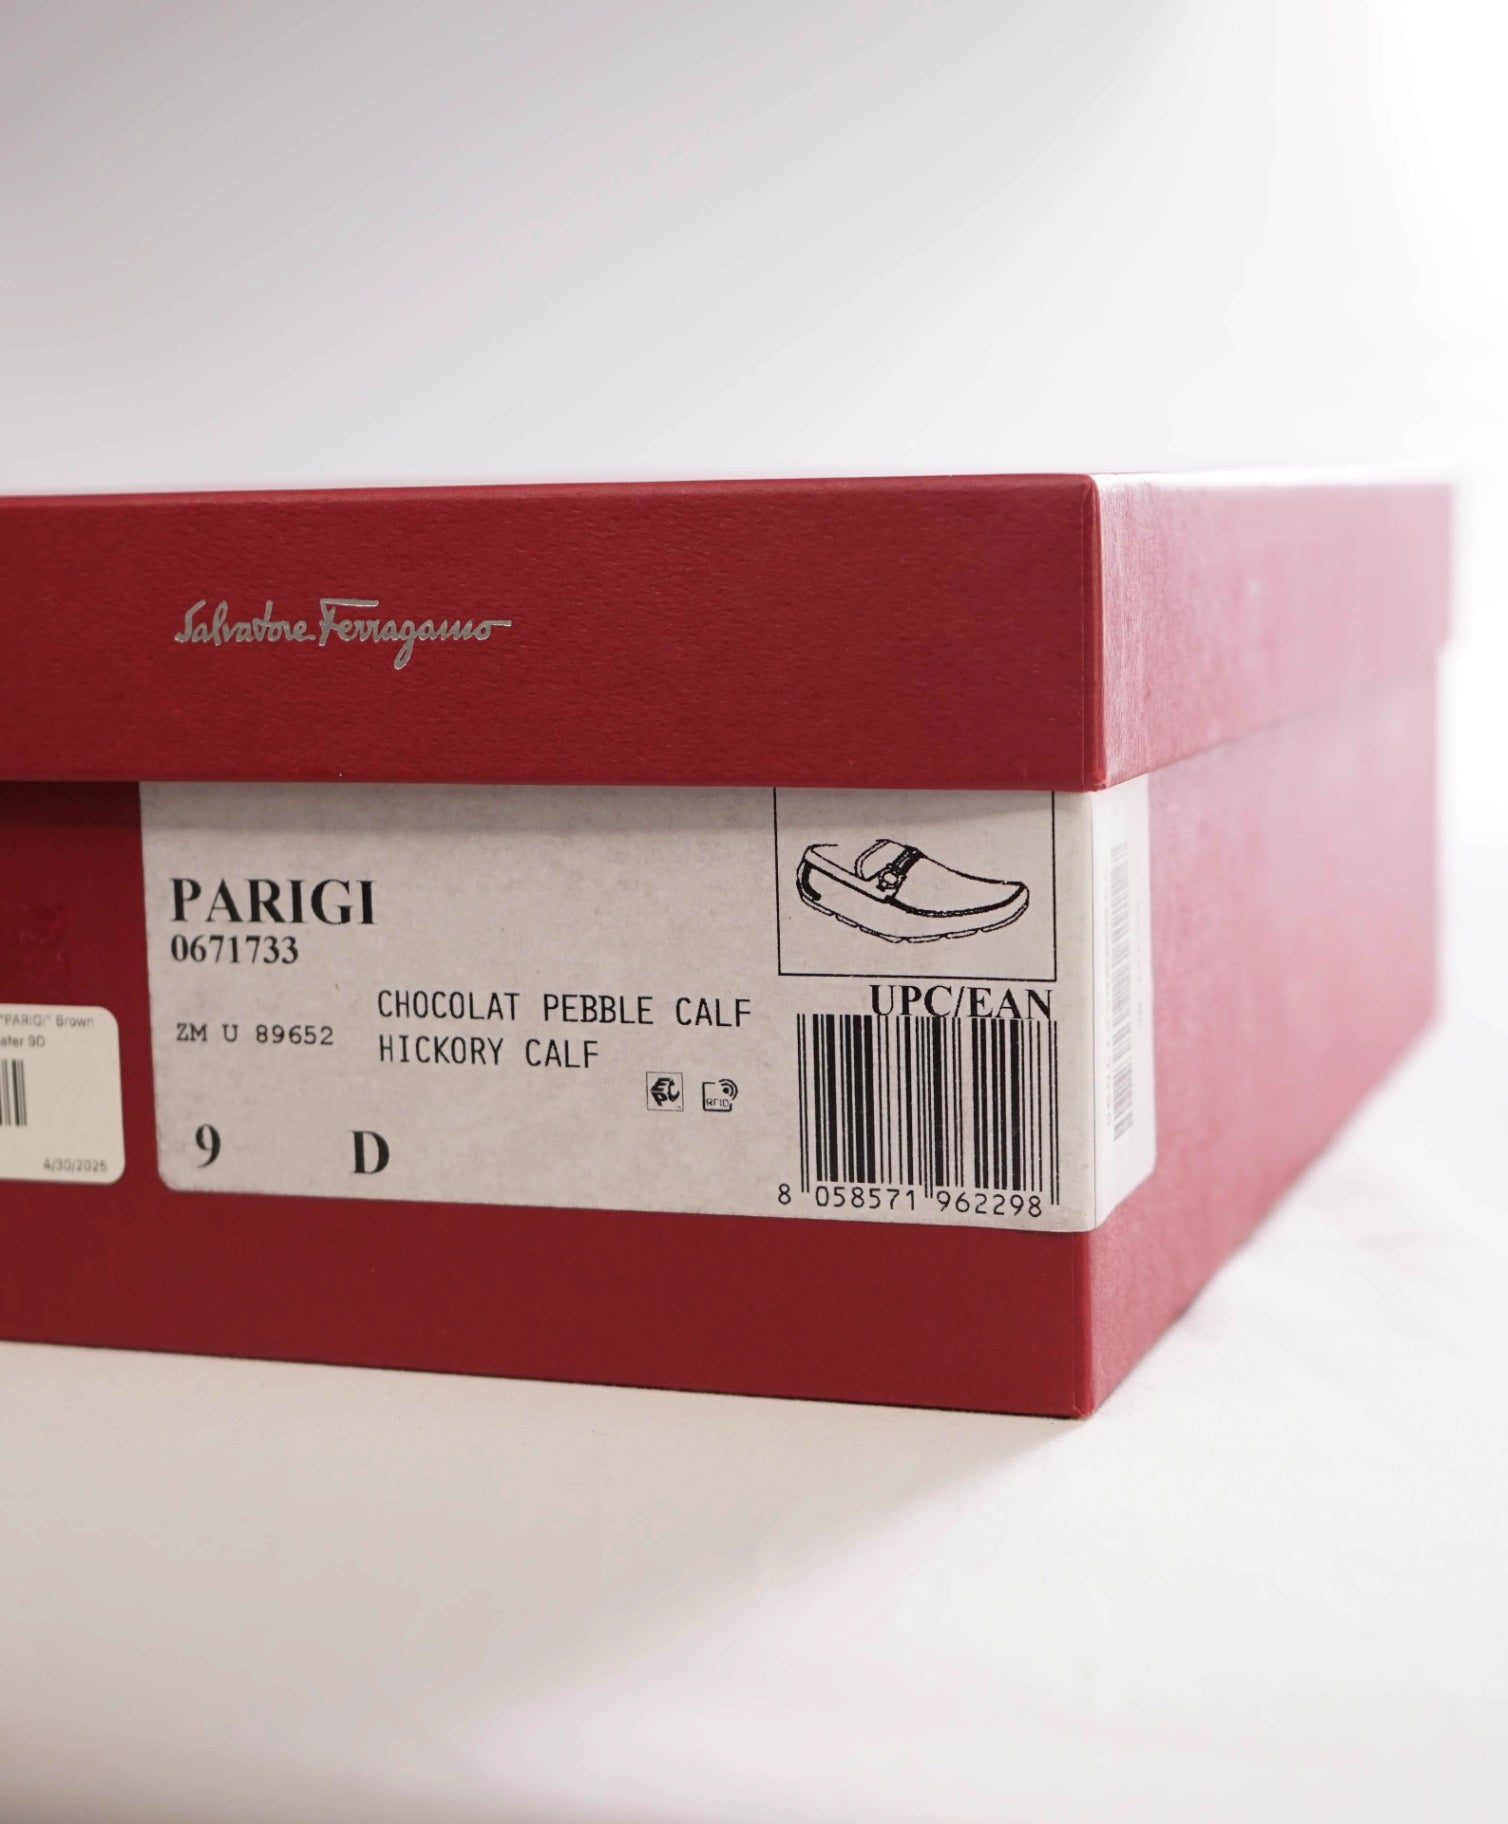 Salvatore Ferragamo
PARIGI
0671733
CHOCOLAT PEBBLE CALF
ZM U 89652
HICKORY CALF
RFID
9 D
UPC/EAN
8 058571 962298
"PARIGI" Brown
afer 9D
4/30/2025